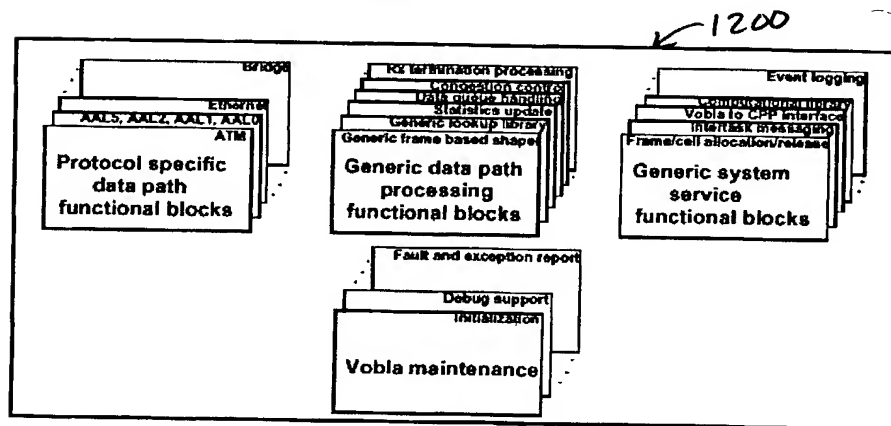 1200
Bridge
Ethernet
AAL5, AAL2, AAL1, AAL0
ATM
Protocol specific
data path
functional blocks
Rx termination processing
Congestion control
Data queue handling
Statistics update
Generic lookup library
Generic frame based shaper
Generic data path
processing
functional blocks
Event logging
Computational library
Vobla to CPP interface
Intertask messaging
Frame/cell allocation/release
Generic system
service
functional blocks
Fault and exception report
Debug support
Initialization
Vobla maintenance